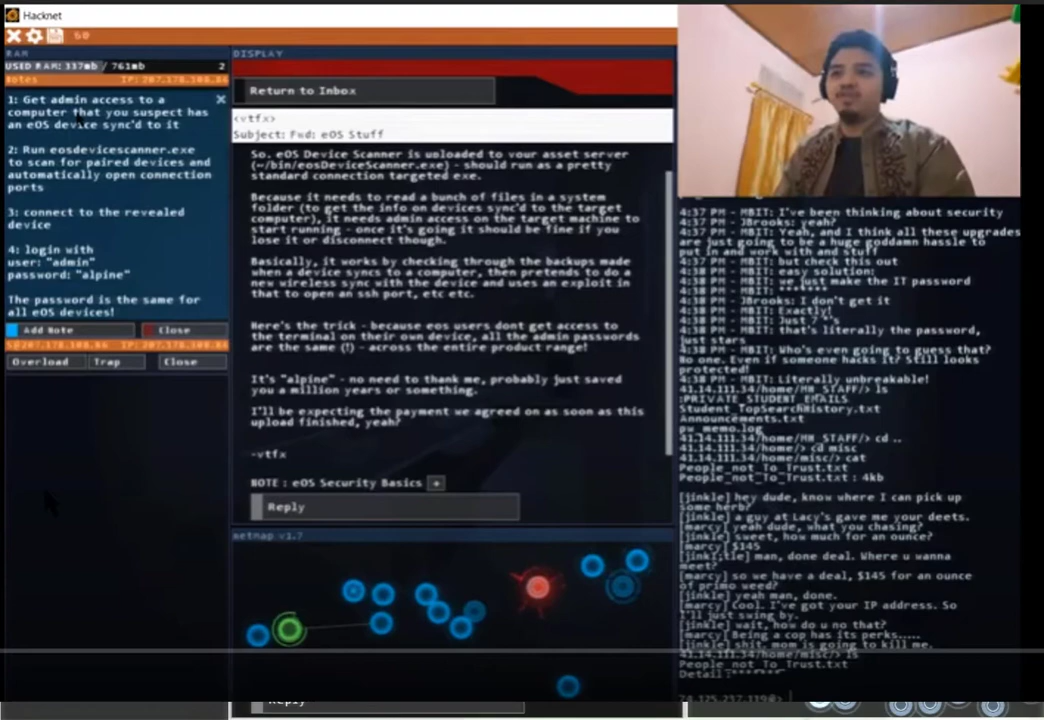 Hacknet
50
RAM
DISPLAY
USED RAM: 337mb / 761mb 2
Notes IP: 207.178.106.86
1: Get admin access to a
computer that you suspect has
an eOS device sync'd to it
2: Run eosdevicescanner.exe
to scan for paired devices and
automatically open connection
ports
3: connect to the revealed
device
4: login with
user: "admin"
password: "alpine"
The password is the same for
all eOS devices!
Add Note Close
Overload Trap Close
Return to Inbox
<vtfx>
Subject: Fwd: eOS Stuff
So. eOS Device Scanner is uploaded to your asset server
(~/bin/eosDeviceScanner.exe) - should run as a pretty
standard connection targeted exe.
Because it needs to read a bunch of files in a system
folder (to get the info on devices sync'd to the target
computer), it needs admin access on the target machine to
start running - once it's going it should be fine if you
lose it or disconnect though.
Basically, it works by checking through the backups made
when a device syncs to a computer, then pretends to do a
new wireless sync with the device and uses an exploit in
that to open an ssh port, etc etc.
Here's the trick - because eos users dont get access to
the terminal on their own device, all the admin passwords
are the same (!) - across the entire product range!
It's "alpine" - no need to thank me, probably just saved
you a million years or something.
I'll be expecting the payment we agreed on as soon as this
upload finished, yeah?
-vtfx
NOTE : eOS Security Basics +
Reply
netmap v1.7
Reply
4:37 PM - MBIT: I've been thinking about security
4:37 PM - JBrooks: yeah?
4:37 PM - MBIT: Yeah, and I think all these upgrades
are just going to be a huge goddamn hassle to
put in and work with and stuff
4:37 PM - MBIT: but check this out
4:38 PM - MBIT: easy solution:
4:38 PM - MBIT: we just make the IT password
4:38 PM - MBIT: *******
4:38 PM - JBrooks: I don't get it
4:38 PM - MBIT: Exactly!
4:38 PM - MBIT: Just 7 *'s
4:38 PM - MBIT: that's literally the password,
just stars
4:38 PM - MBIT: Who's even going to guess that?
No one. Even if someone hacks it? Still looks
protected!
4:38 PM - MBIT: Literally unbreakable!
41.14.111.34/home/MH_STAFF/> ls
:PRIVATE_STUDENT_EMAILS
Student_TopSearchHistory.txt
Announcements.txt
pw_memo.log
41.14.111.34/home/MH_STAFF/> cd ..
41.14.111.34/home/> cd misc
41.14.111.34/home/misc/> cat
People_not_To_Trust.txt
People_not_To_Trust.txt : 4kb
[jinkle] hey dude, know where I can pick up
some herb?
[jinkle] a guy at Lacy's gave me your deets.
[marcy] yeah dude, what you chasing?
[jinkle] sweet, how much for an ounce?
[marcy] $145
man, done deal. Where u wanna
meet?
[marcy] so we have a deal, $145 for an ounce
of primo weed?
[jinkle] yeah man, done.
[marcy] Cool. I've got your IP address. So
I'll just swing by.
[jinkle] wait, how do u no that?
[marcy] Being a cop has its perks.....
[jinkle] shit. mom is going to kill me.
41.14.111.34/home/misc/> ls
People_not_To_Trust.txt